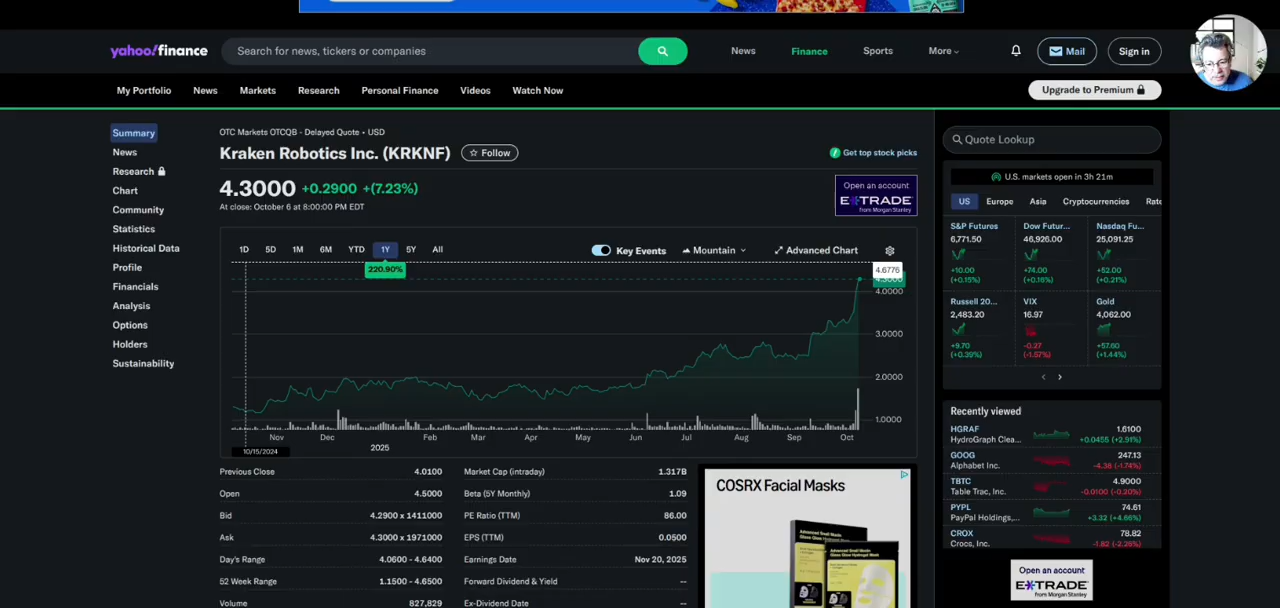 yahoo!finance
Search for news, tickers or companies
News
Finance
Sports
More
Mail
Sign in
My Portfolio
News
Markets
Research
Personal Finance
Videos
Watch Now
Upgrade to Premium
Summary
News
Research
Chart
Community
Statistics
Historical Data
Profile
Financials
Analysis
Options
Holders
Sustainability
OTC Markets OTCQB - Delayed Quote • USD
Kraken Robotics Inc. (KRKNF)
Follow
Get top stock picks
4.3000 +0.2900 +(7.23%)
At close: October 6 at 8:00:00 PM EDT
Open an account
E*TRADE
from Morgan Stanley
1D 5D 1M 6M YTD 1Y 5Y All
220.90%
Key Events
Mountain
Advanced Chart
4.6776
4.0000
3.0000
2.0000
1.0000
Nov Dec Feb Mar Apr May Jun Jul Aug Sep Oct
10/15/2024
2025
Previous Close 4.0100
Open 4.5000
Bid 4.2900 x 1411000
Ask 4.3000 x 1973000
Day's Range 4.0600 - 4.6400
52 Week Range 1.1500 - 4.6500
Volume 827,829
Market Cap (intraday) 1.317B
Beta (5Y Monthly) 1.09
PE Ratio (TTM) 86.00
EPS (TTM) 0.0500
Earnings Date Nov 20, 2025
Forward Dividend & Yield --
Ex-Dividend Date --
COSRX Facial Masks
Quote Lookup
U.S. markets open in 3h 21m
US Europe Asia Cryptocurrencies Rate
S&P Futures
6,771.50
+10.00
(+0.15%)
Dow Futur...
46,926.00
+74.00
(+0.16%)
Nasdaq Fu...
25,091.25
+52.00
(+0.21%)
Russell 20...
2,483.20
+9.70
(+0.39%)
VIX
16.97
-0.27
(-1.57%)
Gold
4,062.00
+57.60
(+1.44%)
Recently viewed
HGRAF 1.6100
HydroGraph Clea... +0.0455 (+2.91%)
GOOG 247.13
Alphabet Inc. -4.38 (-1.74%)
TBTC 4.9000
Table Trac, Inc. -0.0100 (-0.20%)
PYPL 74.61
PayPal Holdings,... +3.32 (+4.66%)
CROX 78.82
Crocs, Inc. -1.82 (-2.26%)
Open an account
E*TRADE
from Morgan Stanley